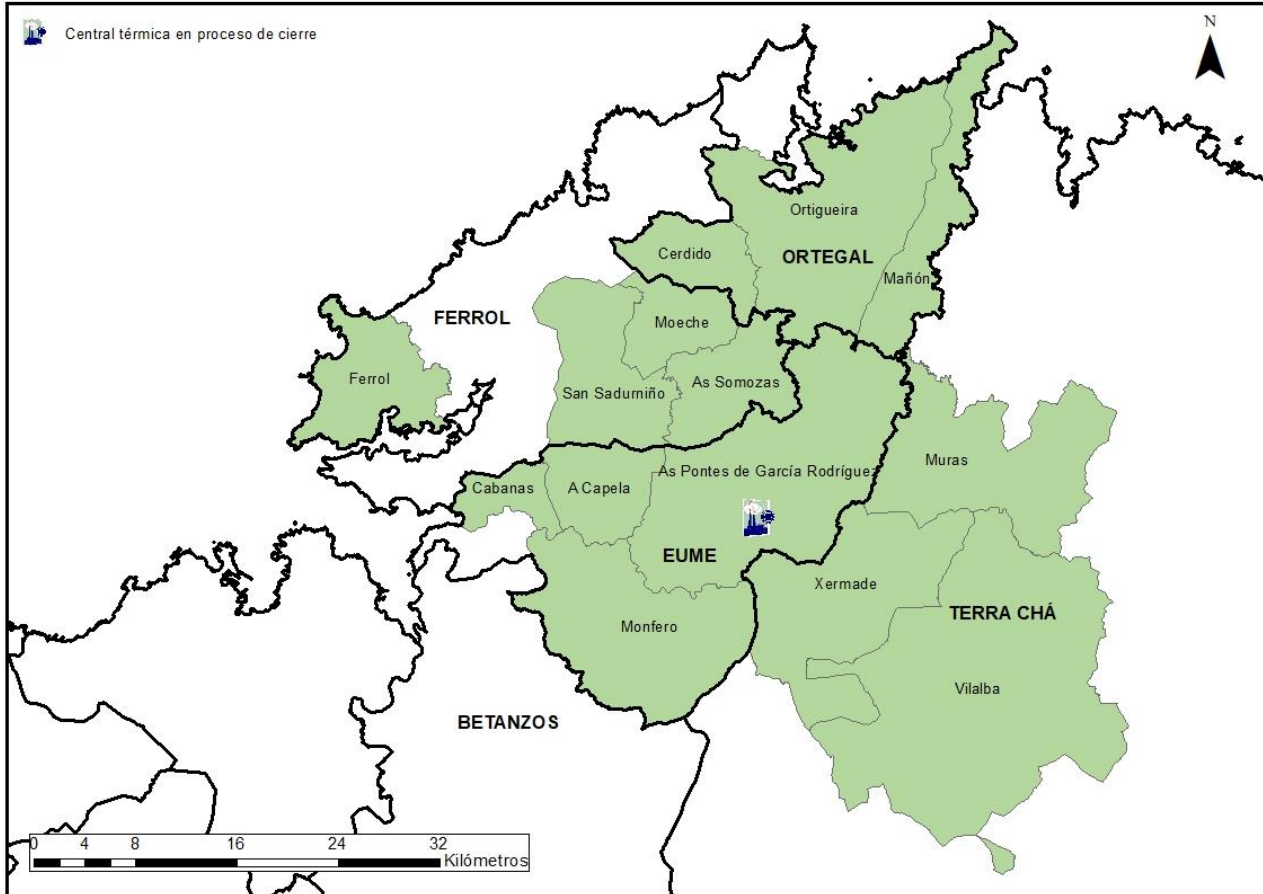 Central térmica en proceso de cierre
N
Ortigueira
Cerdido
ORTEGAL
Mañón
FERROL
Moeche
Ferrol
As Somozas
San Sadurniño
As Pontes de García Rodríguez
Muras
Cabanas
A Capela
EUME
Xermade
TERRA CHÁ
Monfero
Vilalba
BETANZOS
0 4 8 16 24 32
Kilómetros